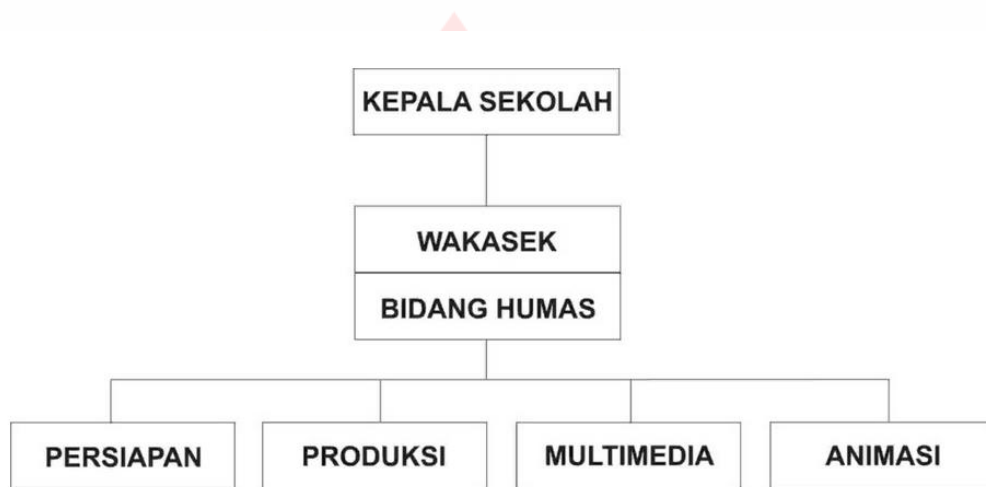 KEPALA SEKOLAH
WAKASEK
BIDANG HUMAS
PERSIAPAN
PRODUKSI
MULTIMEDIA
ANIMASI